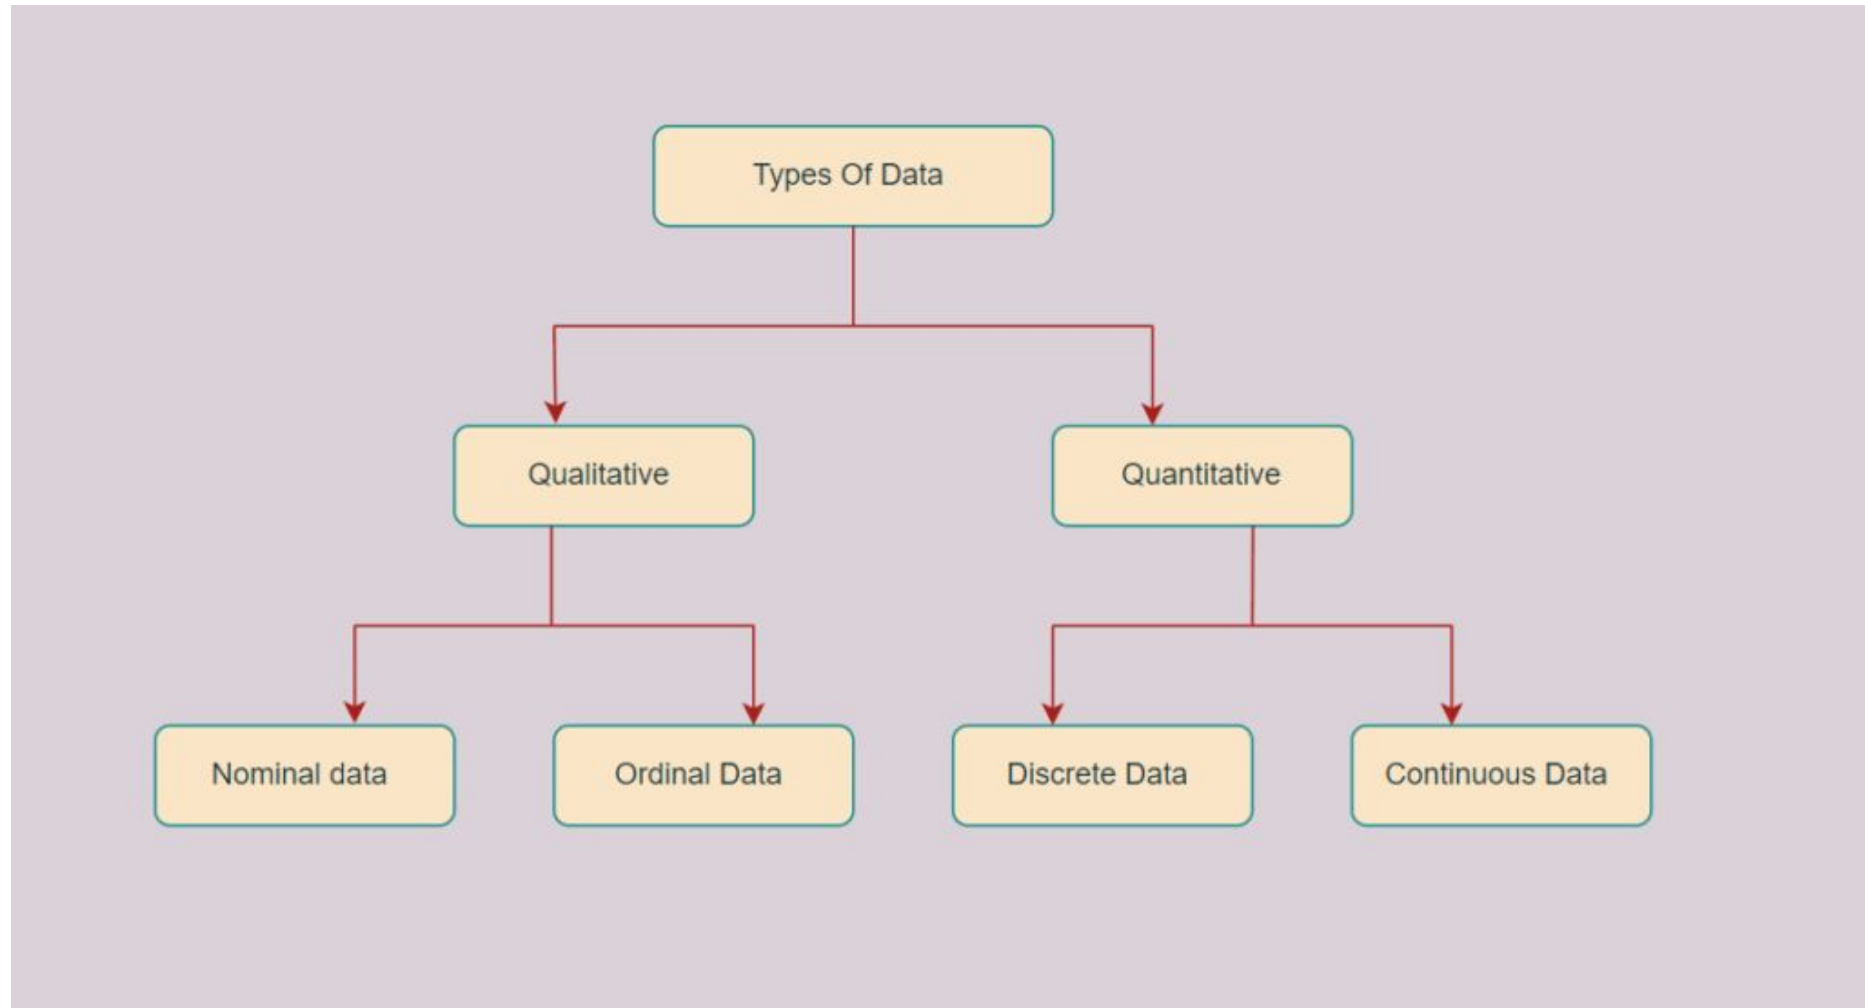 Types Of Data
Qualitative
Quantitative
Nominal data
Ordinal Data
Discrete Data
Continuous Data